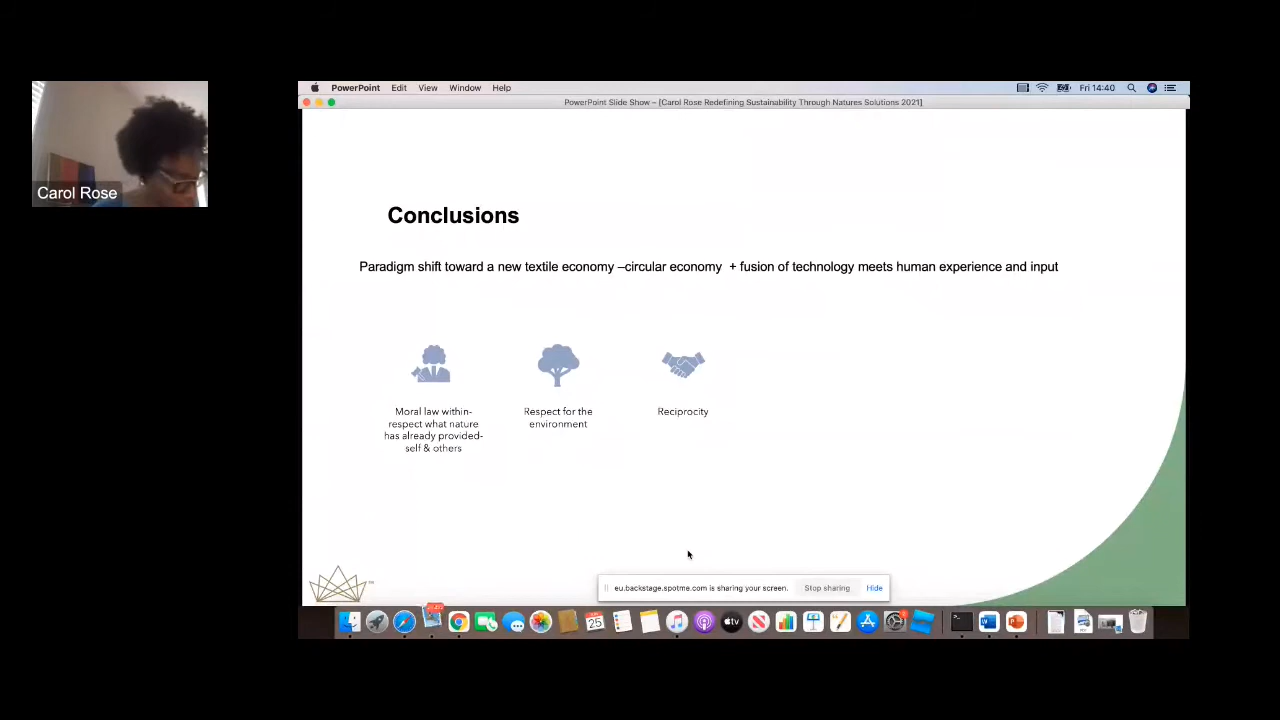 PowerPoint Edit View Window Help Fri 14:40
PowerPoint Slide Show – [Carol Rose Redefining Sustainability Through Natures Solutions 2021]
Carol Rose
Conclusions
Paradigm shift toward a new textile economy –circular economy + fusion of technology meets human experience and input
Moral law within-
respect what nature
has already provided-
self & others
Respect for the
environment
Reciprocity
eu.backstage.spotme.com is sharing your screen. Stop sharing Hide
25
tv